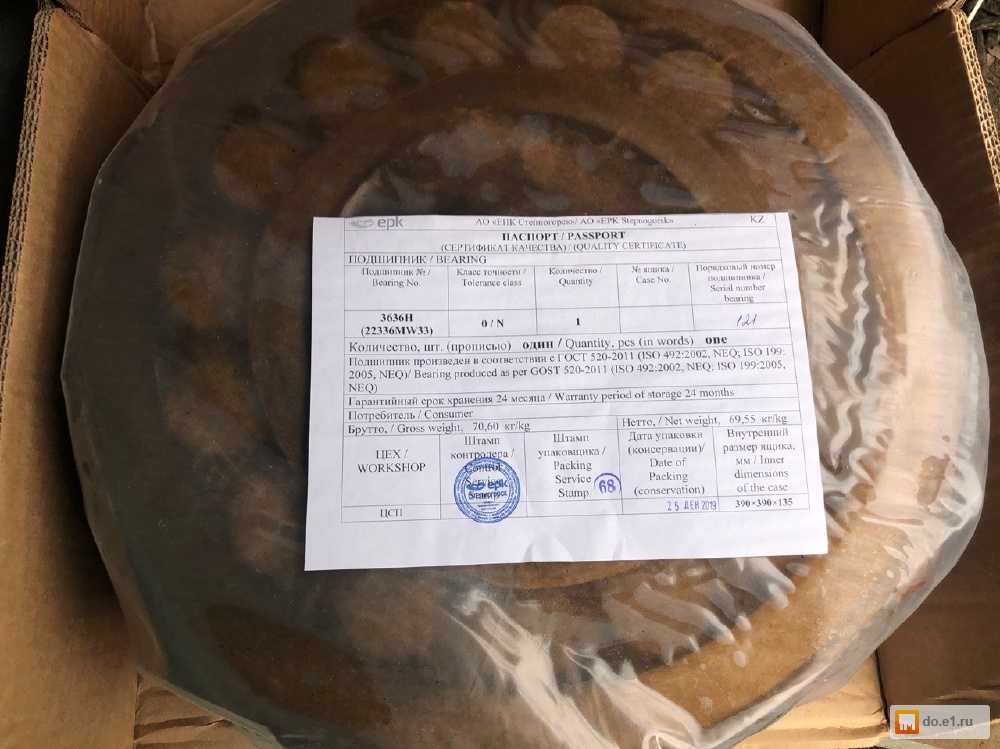 epk АО «ЕПК Степногорск»/ АО «EPK Stepnogorsk» KZ
ПАСПОРТ / PASSPORT
(СЕРТИФИКАТ КАЧЕСТВА) / (QUALITY CERTIFICATE)
ПОДШИПНИК / BEARING
Подшипник № / Bearing No.
Класс точности / Tolerance class
Количество / Quantity
№ ящика / Case No.
Порядковый номер подшипника / Serial number bearing
3636Н (22336MW33) 0 / N 1 121
Количество, шт. (прописью) один / Quantity, pcs (in words) one
Подшипник произведен в соответствии с ГОСТ 520-2011 (ISO 492:2002, NEQ; ISO 199:
2005, NEQ)/ Bearing produced as per GOST 520-2011 (ISO 492:2002, NEQ; ISO 199:2005,
NEQ)
Гарантийный срок хранения 24 месяца / Warranty period of storage 24 months
Потребитель / Consumer
Брутто, / Gross weight, 70,60 кг/kg Нетто, / Net weight, 69,55 кг/kg
ЦЕХ / WORKSHOP
Штамп контролера / Control Service
Штамп упаковщика / Packing Service Stamp
68
Дата упаковки (консервации)/ Date of Packing (conservation)
Внутренний размер ящика, мм / Inner dimensions of the case
epk
Степногорск
ЦСП 25 ДЕК 2019 390×390×135
do.e1.ru